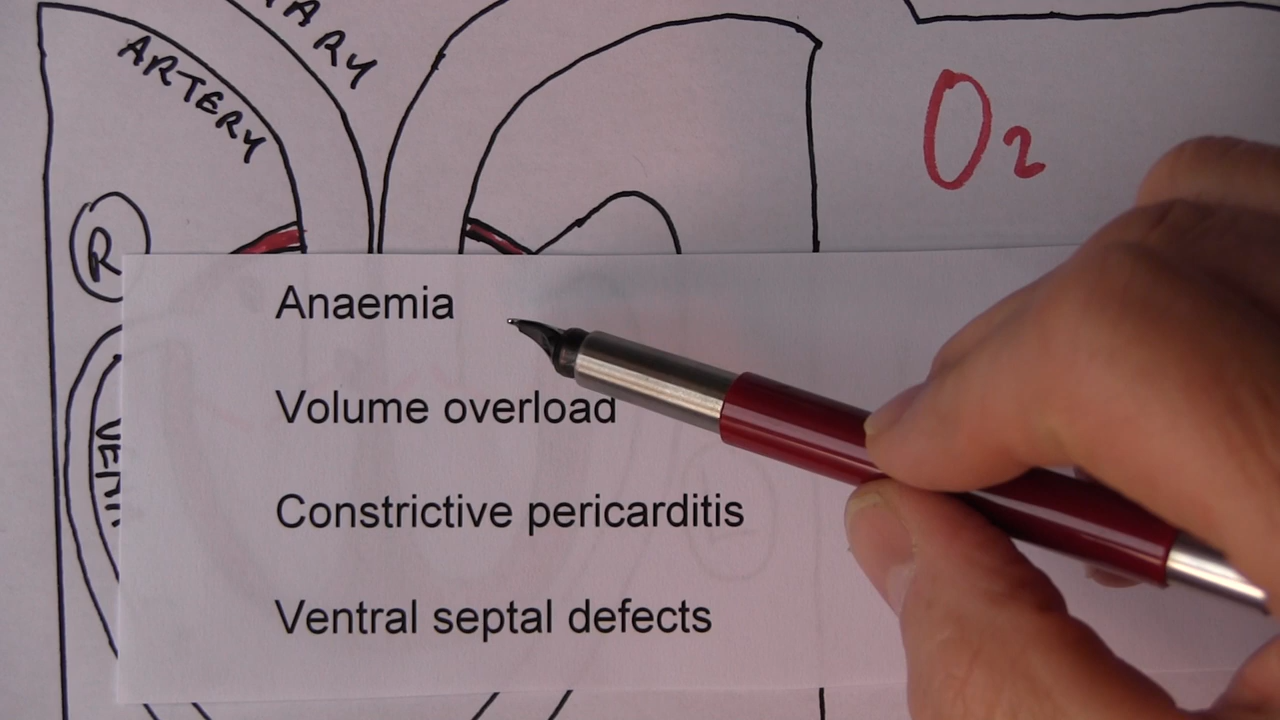 ARY
ARTERY
O2
R
Anaemia
Volume overload
Constrictive pericarditis
Ventral septal defects